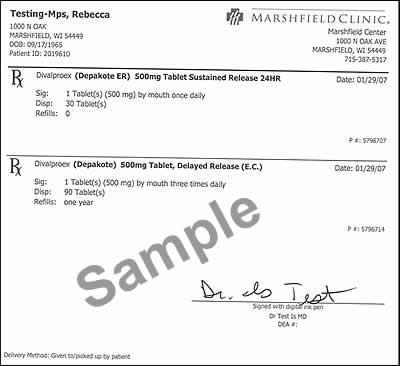 Testing-Mps, Rebecca
1000 N OAK
MARSHFIELD, WI 54449
DOB: 09/17/1965
Patient ID: 2019610
MARSHFIELD CLINIC®
Marshfield Center
1000 N OAK AVE
MARSHFIELD, WI 54449
715-387-5317
Rx Divalproex (Depakote ER) 500mg Tablet Sustained Release 24HR Date: 01/29/07
Sig: 1 Tablet(s) (500 mg) by mouth once daily
Disp: 30 Tablet(s)
Refills: 0
P #: 5796707
Rx Divalproex (Depakote) 500mg Tablet, Delayed Release (E.C.) Date: 01/29/07
Sig: 1 Tablet(s) (500 mg) by mouth three times daily
Disp: 90 Tablet(s)
Refills: one year
P #: 5796714
Sample
Dr. Is Test
Signed with digital ink pen
Dr Test Is MD
DEA #:
Delivery Method: Given to/picked up by patient